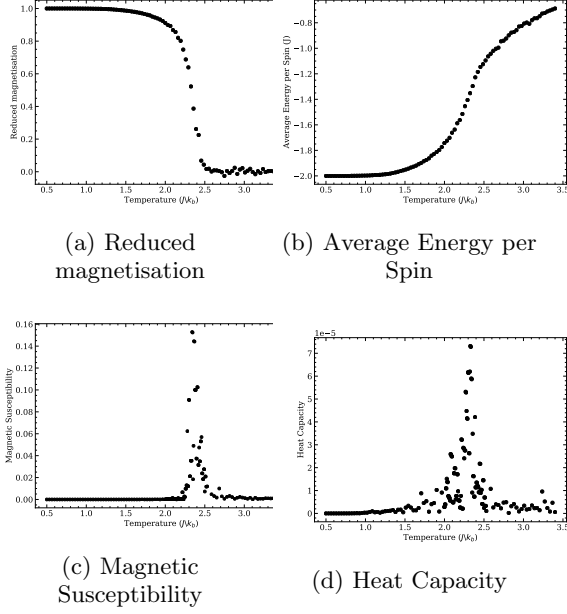 1.0
0.8
0.6
0.4
0.2
0.0
Reduced magnetisation
0.5 1.0 1.5 2.0 2.5 3.0
Temperature (J\k_b)
(a) Reduced
magnetisation
−0.8
−1.0
−1.2
−1.4
−1.6
−1.8
−2.0
Average Energy per Spin (J)
0.5 1.0 1.5 2.0 2.5 3.0 3.5
Temperature (J\k_b)
(b) Average Energy per
Spin
0.16
0.14
0.12
0.10
0.08
0.06
0.04
0.02
0.00
Magnetic Susceptibility
0.5 1.0 1.5 2.0 2.5 3.0
Temperature (J\k_b)
(c) Magnetic
Susceptibility
1e−5
7
6
5
4
3
2
1
0
Heat Capacity
0.5 1.0 1.5 2.0 2.5 3.0 3.5
Temperature (J\k_b)
(d) Heat Capacity